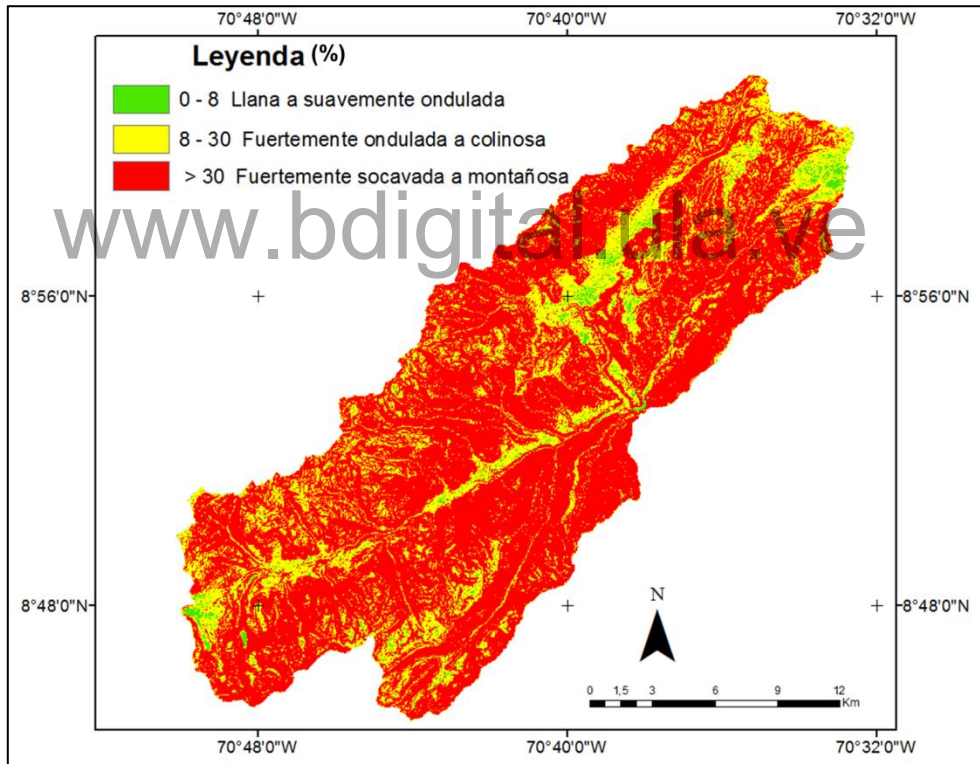 70°48'0"W 70°40'0"W 70°32'0"W
Leyenda (%)
0 - 8 Llana a suavemente ondulada
8 - 30 Fuertemente ondulada a colinosa
> 30 Fuertemente socavada a montañosa
www.bdigital.ula.ve
8°56'0"N 8°56'0"N
8°48'0"N 8°48'0"N
N
0 1,5 3 6 9 12
Km
70°48'0"W 70°40'0"W 70°32'0"W